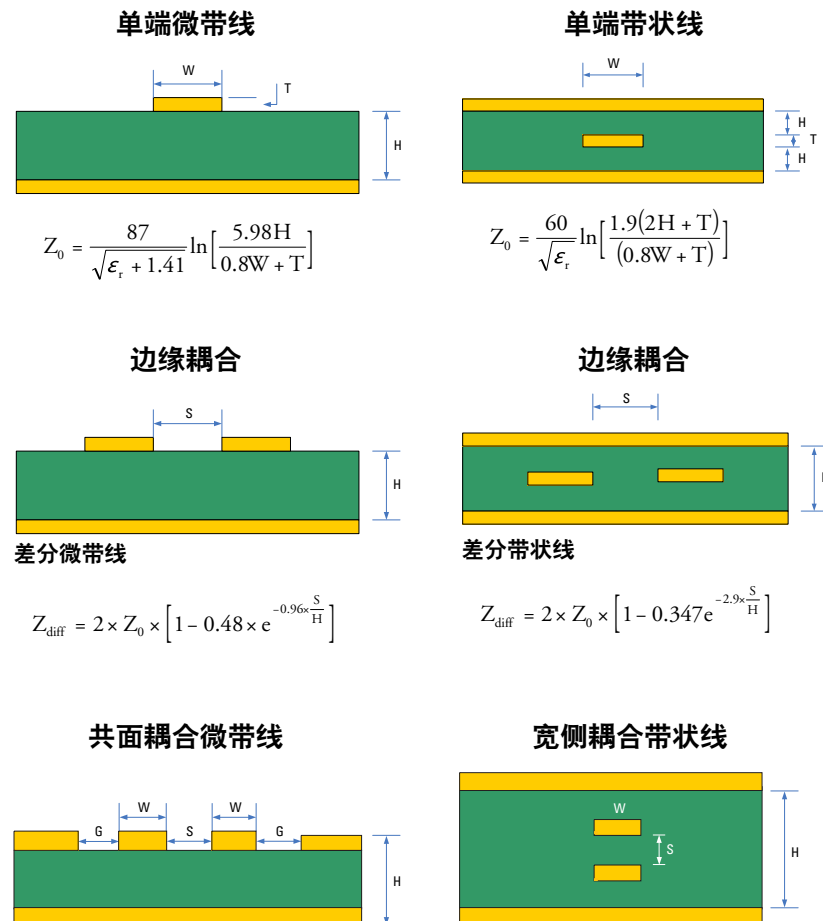 单端微带线
单端带状线
W
T
H
W
H
T
H
Z₀ = 87/√(εᵣ + 1.41) ln[5.98H/(0.8W + T)]
Z₀ = 60/√εᵣ ln[1.9(2H + T)/(0.8W + T)]
边缘耦合
边缘耦合
S
H
S
差分微带线
差分带状线
Z_diff = 2 × Z₀ × [1 − 0.48 × e^(−0.96×S/H)]
Z_diff = 2 × Z₀ × [1 − 0.347e^(−2.9×S/H)]
共面耦合微带线
宽侧耦合带状线
W
W
G
S
G
H
W
S
H